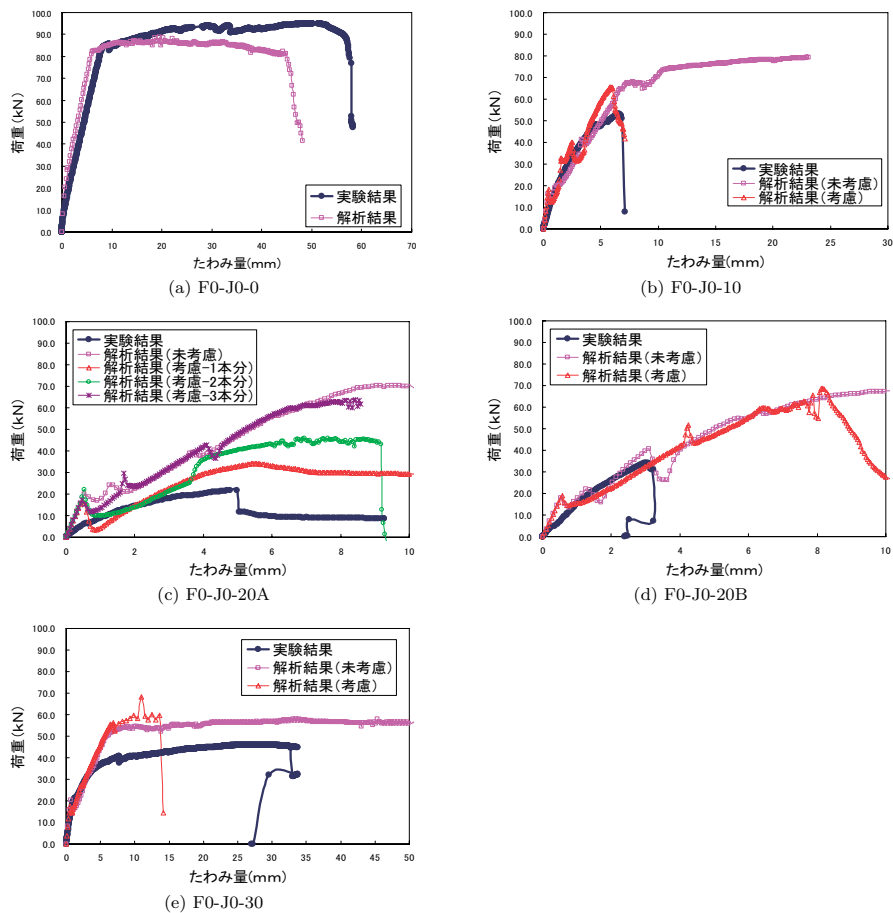 荷重(kN)
100.0
90.0
80.0
70.0
60.0
50.0
40.0
30.0
20.0
10.0
0.0
実験結果
解析結果
0 10 20 30 40 50 60 70
たわみ量(mm)
(a) F0-J0-0
荷重(kN)
100.0
90.0
80.0
70.0
60.0
50.0
40.0
30.0
20.0
10.0
0.0
実験結果
解析結果(未考慮)
解析結果(考慮)
0 5 10 15 20 25 30
たわみ量(mm)
(b) F0-J0-10
荷重(kN)
100.0
90.0
80.0
70.0
60.0
50.0
40.0
30.0
20.0
10.0
0.0
実験結果
解析結果(未考慮)
解析結果(考慮-1本分)
解析結果(考慮-2本分)
解析結果(考慮-3本分)
0 2 4 6 8 10
たわみ量(mm)
(c) F0-J0-20A
荷重(kN)
100.0
90.0
80.0
70.0
60.0
50.0
40.0
30.0
20.0
10.0
0.0
実験結果
解析結果(未考慮)
解析結果(考慮)
0 2 4 6 8 10
たわみ量(mm)
(d) F0-J0-20B
荷重(kN)
100.0
90.0
80.0
70.0
60.0
50.0
40.0
30.0
20.0
10.0
0.0
実験結果
解析結果(未考慮)
解析結果(考慮)
0 5 10 15 20 25 30 35 40 45 50
たわみ量(mm)
(e) F0-J0-30